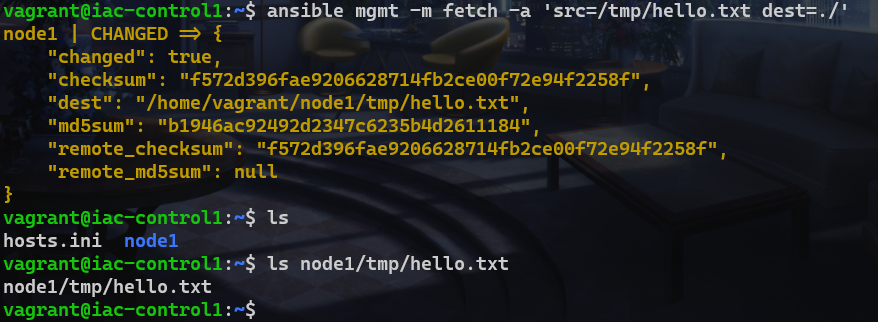 vagrant@iac-control1:~$ ansible mgmt -m fetch -a 'src=/tmp/hello.txt dest=./'
node1 | CHANGED => {
    "changed": true,
    "checksum": "f572d396fae9206628714fb2ce00f72e94f2258f",
    "dest": "/home/vagrant/node1/tmp/hello.txt",
    "md5sum": "b1946ac92492d2347c6235b4d2611184",
    "remote_checksum": "f572d396fae9206628714fb2ce00f72e94f2258f",
    "remote_md5sum": null
}
vagrant@iac-control1:~$ ls
hosts.ini  node1
vagrant@iac-control1:~$ ls node1/tmp/hello.txt
node1/tmp/hello.txt
vagrant@iac-control1:~$